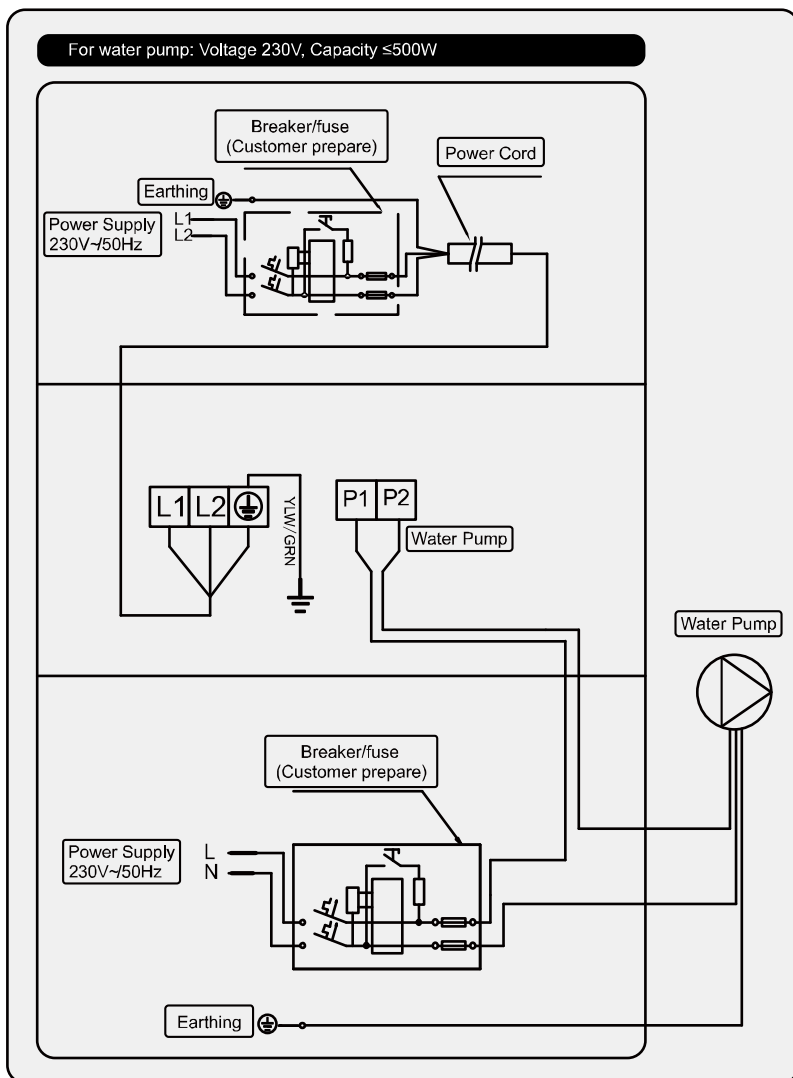 For water pump: Voltage 230V, Capacity ≤500W
Breaker/fuse
(Customer prepare)
Power Cord
Earthing
Power Supply
230V~/50Hz
L1
L2
L1 L2
YLW/GRN
P1 P2
Water Pump
Water Pump
Breaker/fuse
(Customer prepare)
Power Supply
230V~/50Hz
L
N
Earthing